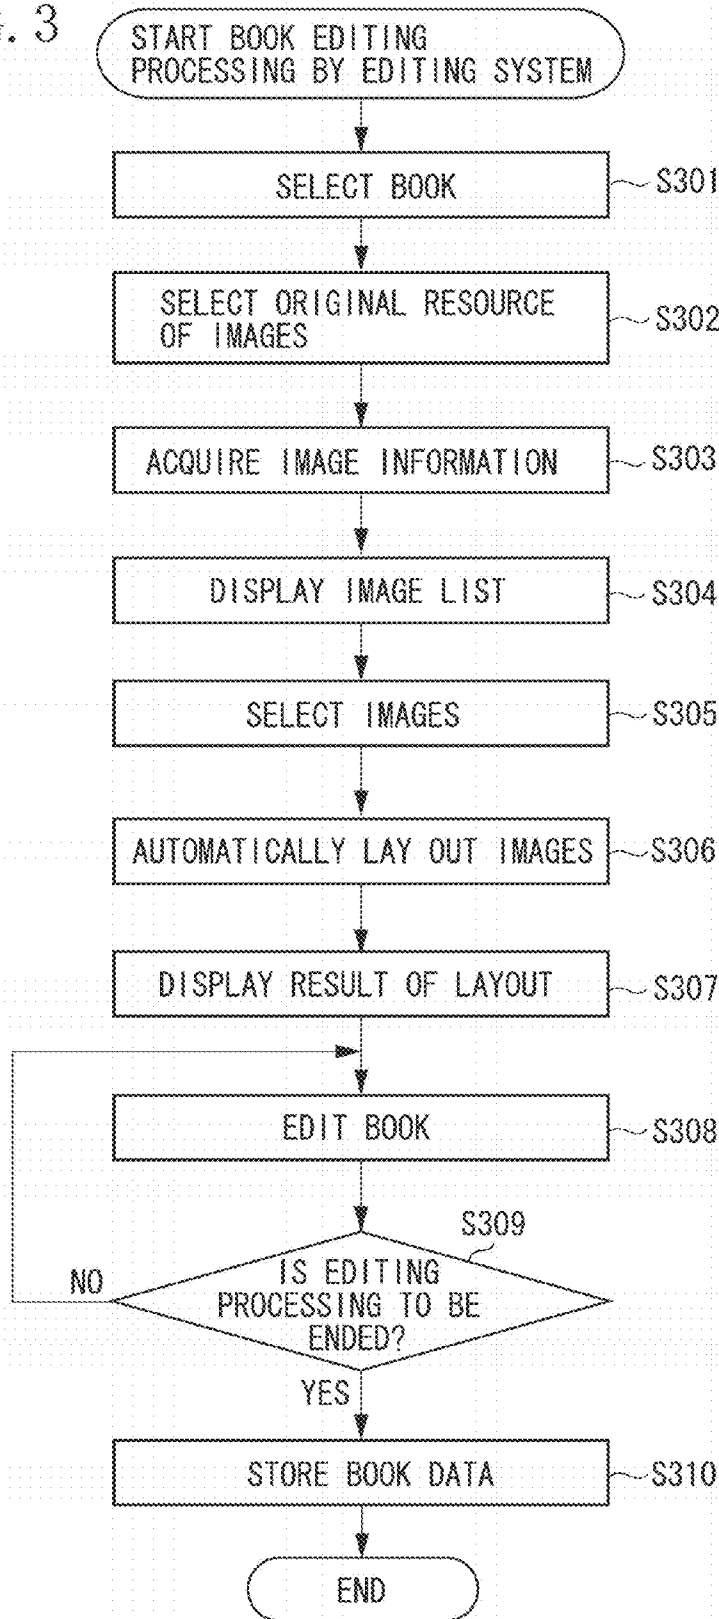 . 3
START BOOK EDITING
PROCESSING BY EDITING SYSTEM
SELECT BOOK
S301
SELECT ORIGINAL RESOURCE
OF IMAGES
S302
ACQUIRE IMAGE INFORMATION
S303
DISPLAY IMAGE LIST
S304
SELECT IMAGES
S305
AUTOMATICALLY LAY OUT IMAGES
S306
DISPLAY RESULT OF LAYOUT
S307
EDIT BOOK
S308
S309
IS EDITING
PROCESSING TO BE
ENDED?
NO
YES
STORE BOOK DATA
S310
END